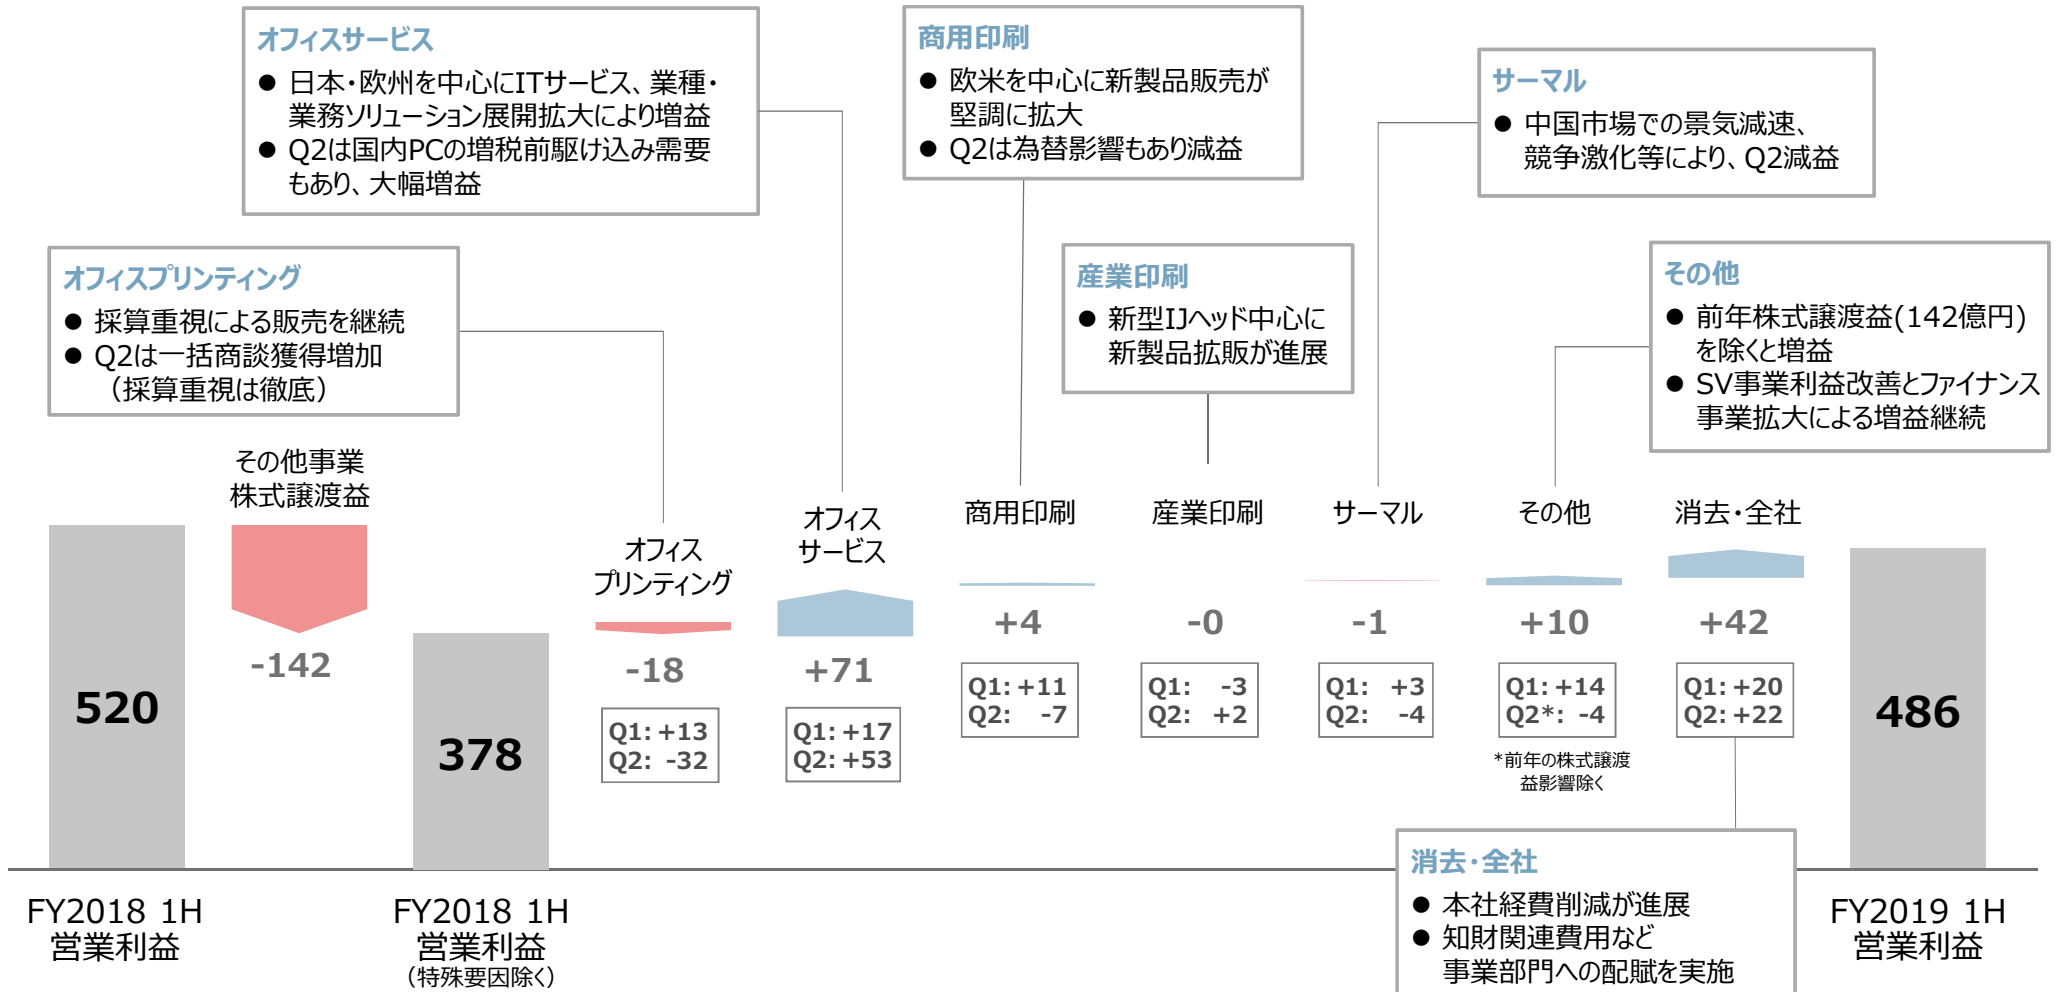 オフィスサービス
● 日本・欧州を中心にITサービス、業種・
業務ソリューション展開拡大により増益
● Q2は国内PCの増税前駆け込み需要
もあり、大幅増益
商用印刷
● 欧米を中心に新製品販売が
堅調に拡大
● Q2は為替影響もあり減益
サーマル
● 中国市場での景気減速、
競争激化等により、Q2減益
オフィスプリンティング
● 採算重視による販売を継続
● Q2は一括商談獲得増加
（採算重視は徹底）
産業印刷
● 新型IJヘッド中心に
新製品拡販が進展
その他
● 前年株式譲渡益(142億円)
を除くと増益
● SV事業利益改善とファイナンス
事業拡大による増益継続
その他事業
株式譲渡益
オフィス
プリンティング
オフィス
サービス
商用印刷
産業印刷
サーマル
その他
消去・全社
520
-142
378
-18
Q1: +13
Q2: -32
+71
Q1: +17
Q2: +53
+4
Q1: +11
Q2: -7
-0
Q1: -3
Q2: +2
-1
Q1: +3
Q2: -4
+10
Q1: +14
Q2*: -4
*前年の株式譲渡
益影響除く
+42
Q1: +20
Q2: +22
486
消去・全社
● 本社経費削減が進展
● 知財関連費用など
事業部門への配賦を実施
FY2018 1H
営業利益
FY2018 1H
営業利益
（特殊要因除く）
FY2019 1H
営業利益